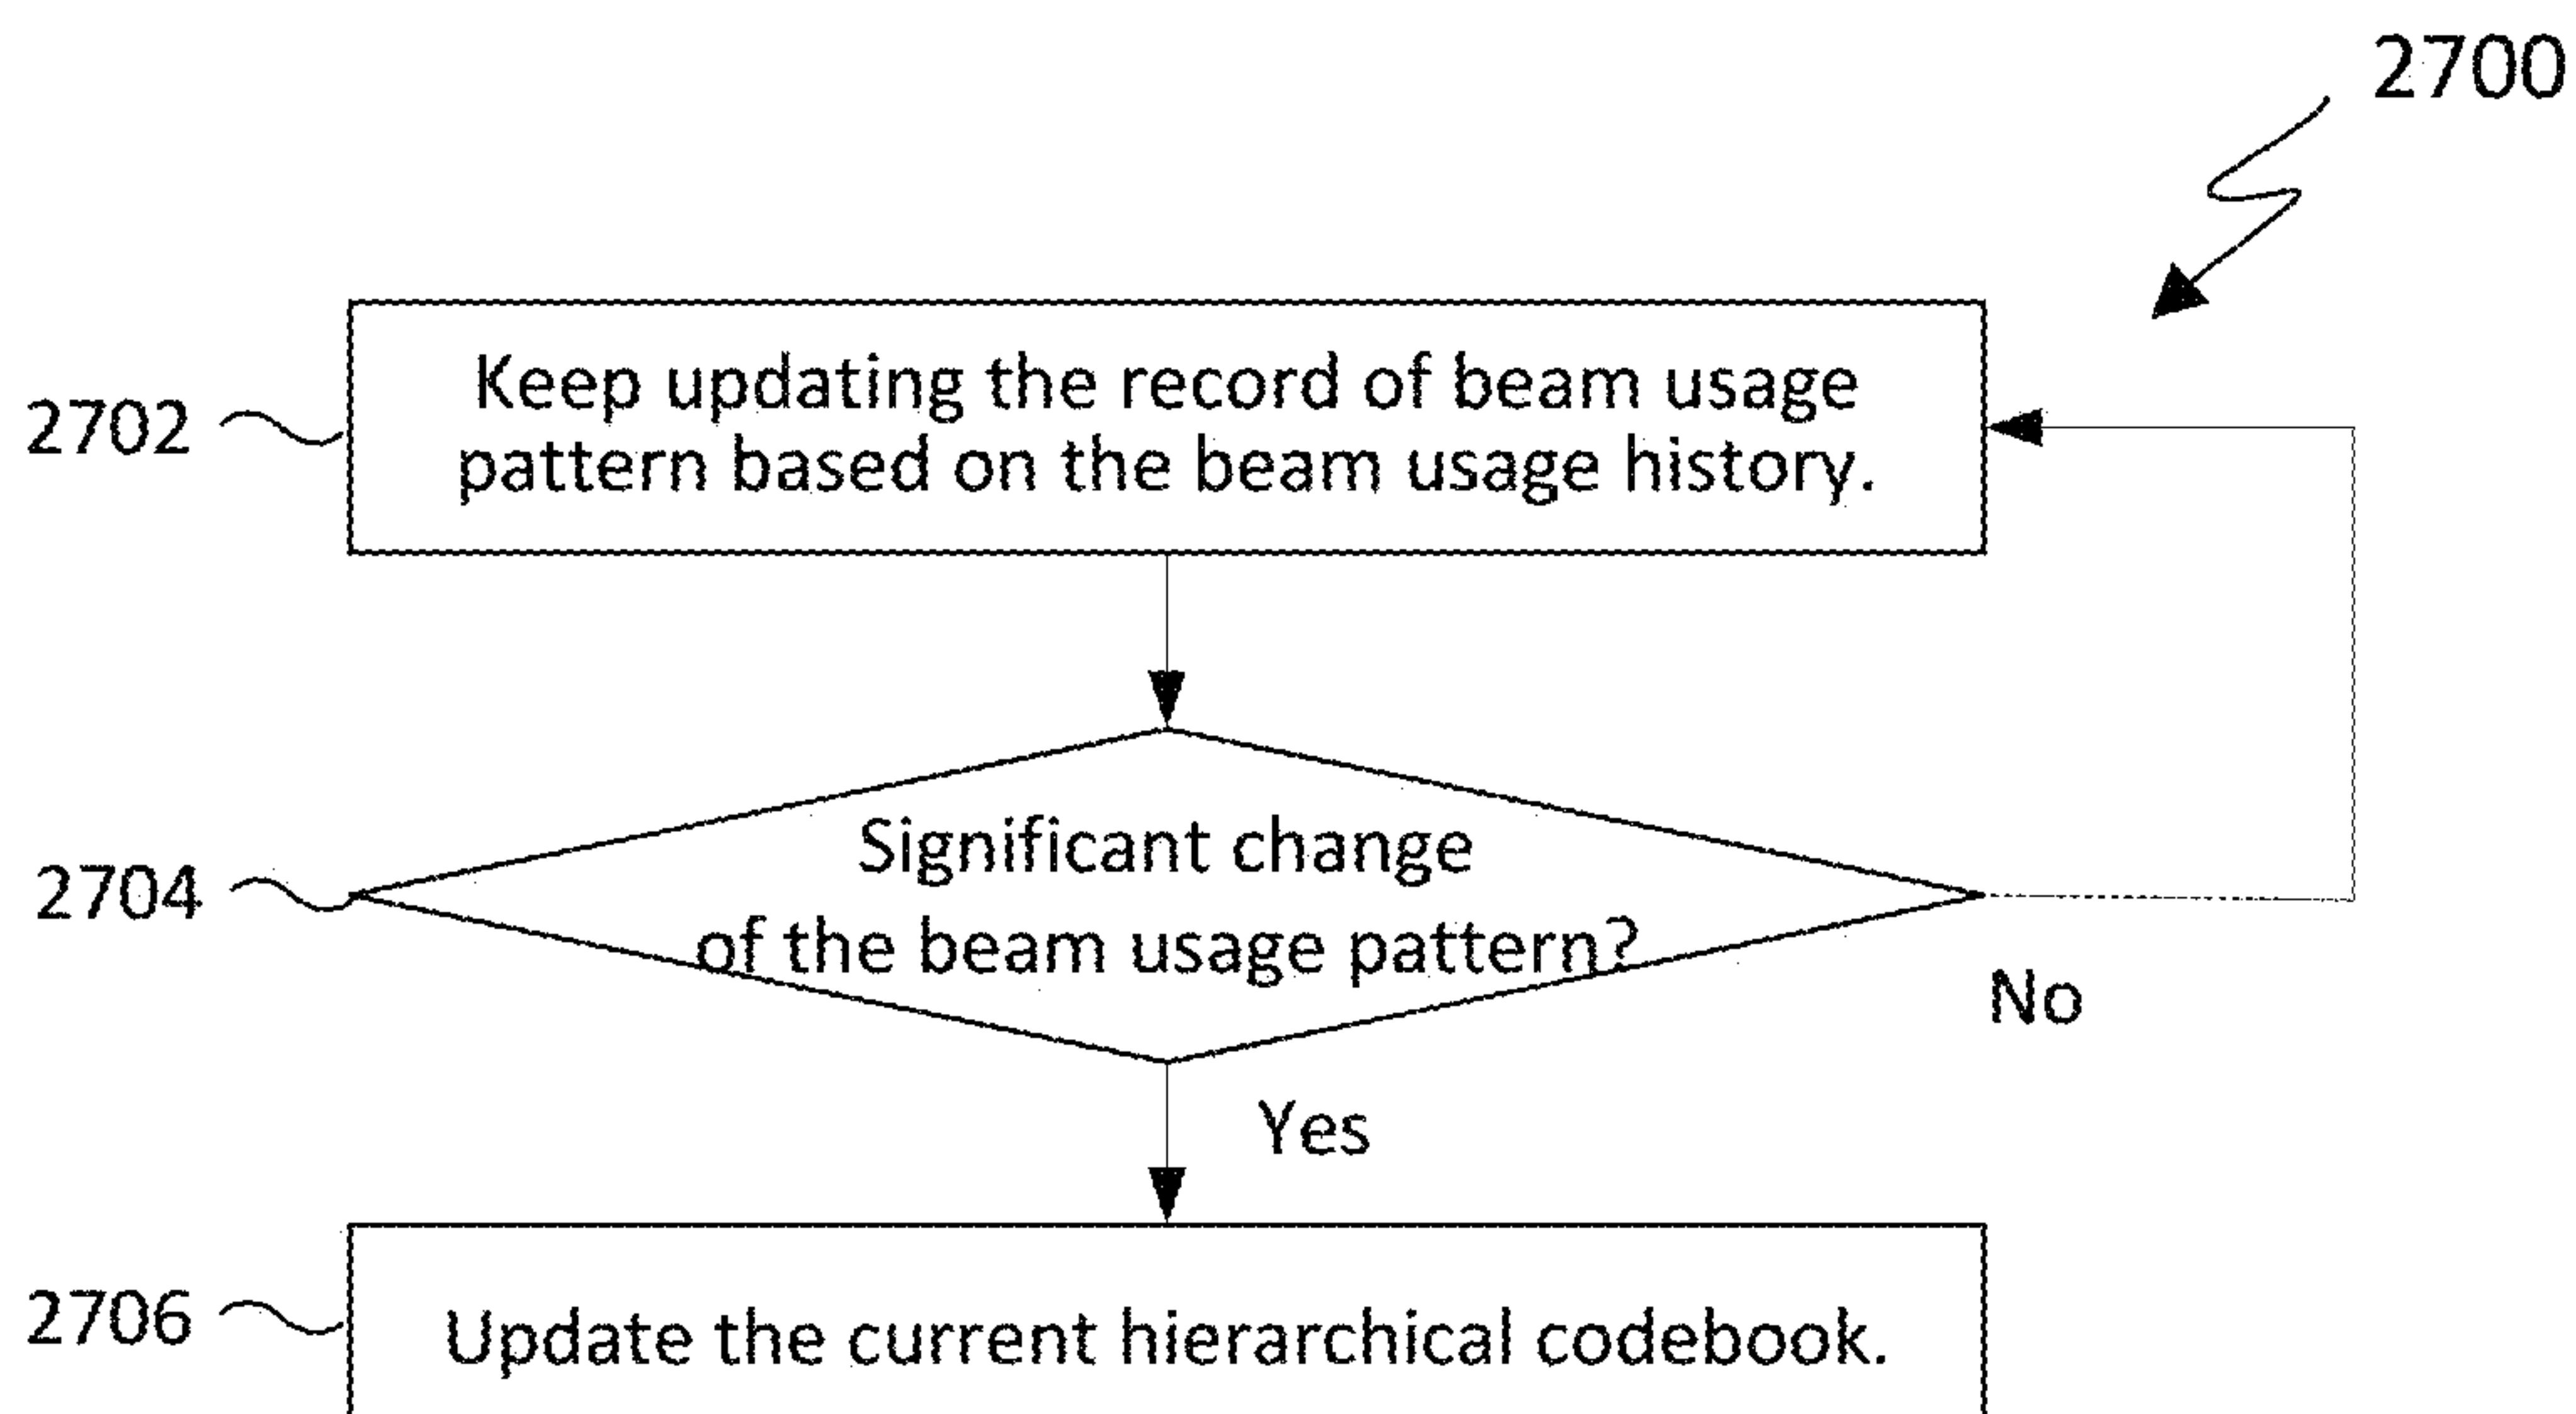 2700
2702
Keep updating the record of beam usage
pattern based on the beam usage history.
2704
Significant change
of the beam usage pattern?
No
Yes
2706
Update the current hierarchical codebook.